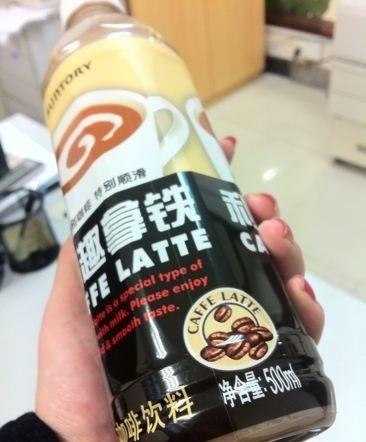 SUNTORY
特别顺滑
趣拿铁
FE LATTE
CA
is a special type of
with milk. Please enjoy
& smooth taste.
CAFFE LATTE
咖啡饮料
净含量:500ml